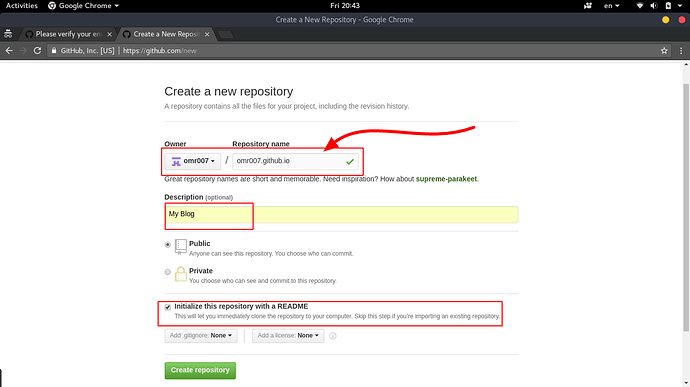 Activities Google Chrome Fri 20:43 en
Create a New Repository - Google Chrome
Please verify your em Create a New Reposit
GitHub, Inc. [US] https://github.com/new
Create a new repository
A repository contains all the files for your project, including the revision history.
Owner Repository name
omr007 / omr007.github.io
Great repository names are short and memorable. Need inspiration? How about supreme-parakeet.
Description (optional)
My Blog
Public
Anyone can see this repository. You choose who can commit.
Private
You choose who can see and commit to this repository.
Initialize this repository with a README
This will let you immediately clone the repository to your computer. Skip this step if you're importing an existing repository.
Add .gitignore: None Add a license: None
Create repository